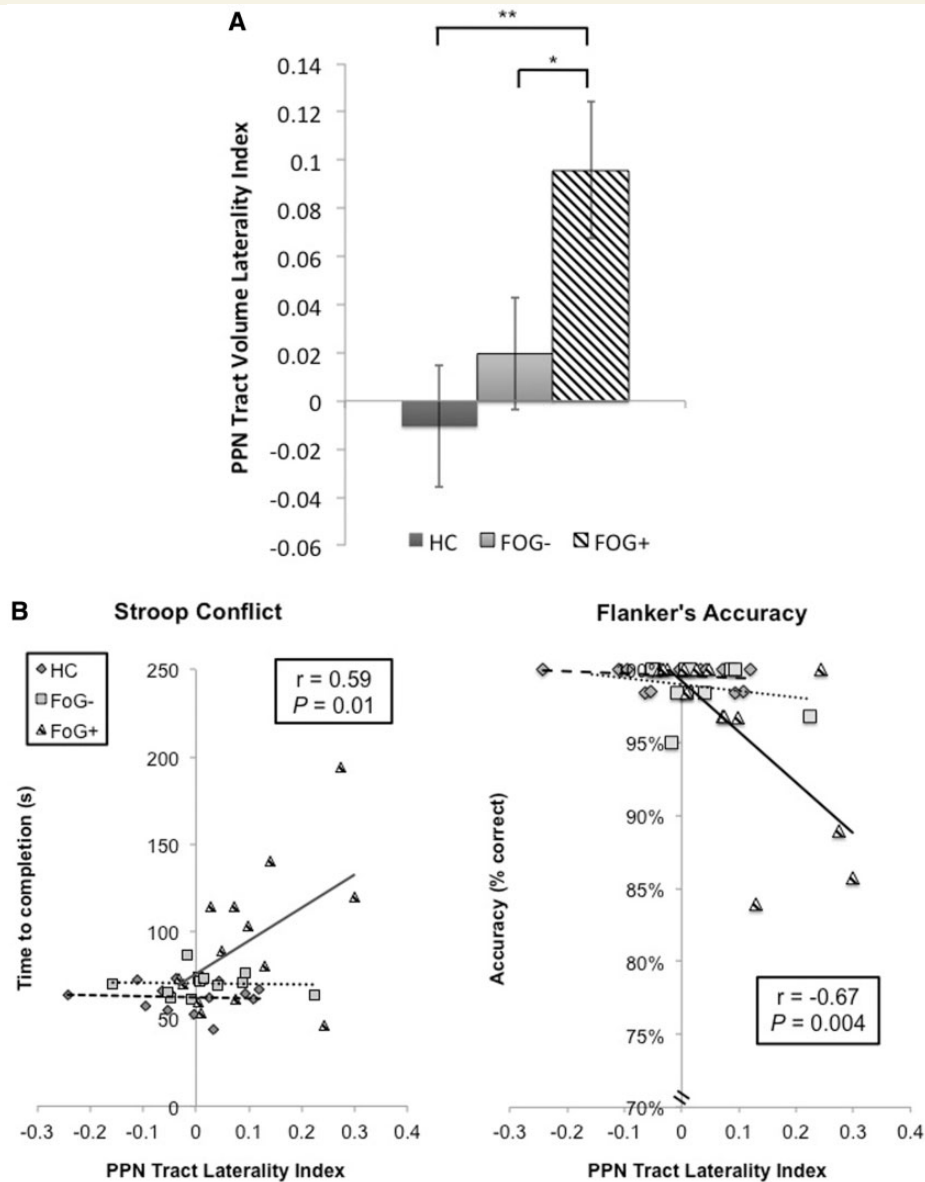 A
**
*
0.14
0.12
0.1
0.08
0.06
0.04
0.02
0
-0.02
-0.04
-0.06
PPN Tract Volume Laterality Index
HC FOG- FOG+
B
Stroop Conflict
HC
FoG-
FoG+
r = 0.59
P = 0.01
250
200
150
100
50
0
Time to completion (s)
-0.3 -0.2 -0.1 0 0.1 0.2 0.3 0.4
PPN Tract Laterality Index
Flanker's Accuracy
95%
90%
85%
80%
75%
70%
Accuracy (% correct)
r = -0.67
P = 0.004
-0.3 -0.2 -0.1 0 0.1 0.2 0.3 0.4
PPN Tract Laterality Index